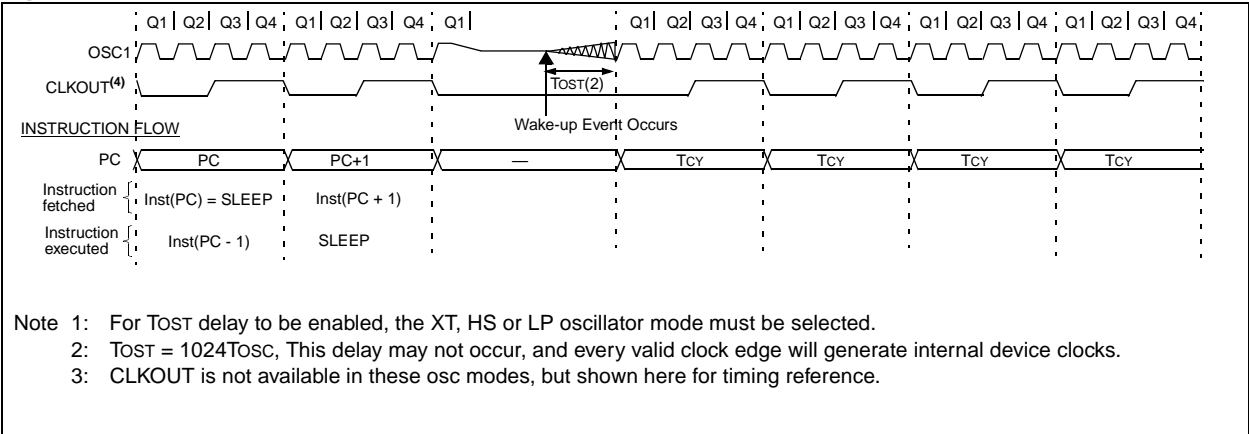 Q1 Q2 Q3 Q4 Q1 Q2 Q3 Q4 Q1 Q1 Q2 Q3 Q4 Q1 Q2 Q3 Q4 Q1 Q2 Q3 Q4 Q1 Q2 Q3 Q4
OSC1
CLKOUT(4)
TOST(2)
Wake-up Event Occurs
INSTRUCTION FLOW
PC PC PC+1 — TCY TCY TCY TCY
Instruction fetched Inst(PC) = SLEEP Inst(PC + 1)
Instruction executed Inst(PC - 1) SLEEP
Note 1: For TOST delay to be enabled, the XT, HS or LP oscillator mode must be selected.
2: TOST = 1024TOSC, This delay may not occur, and every valid clock edge will generate internal device clocks.
3: CLKOUT is not available in these osc modes, but shown here for timing reference.